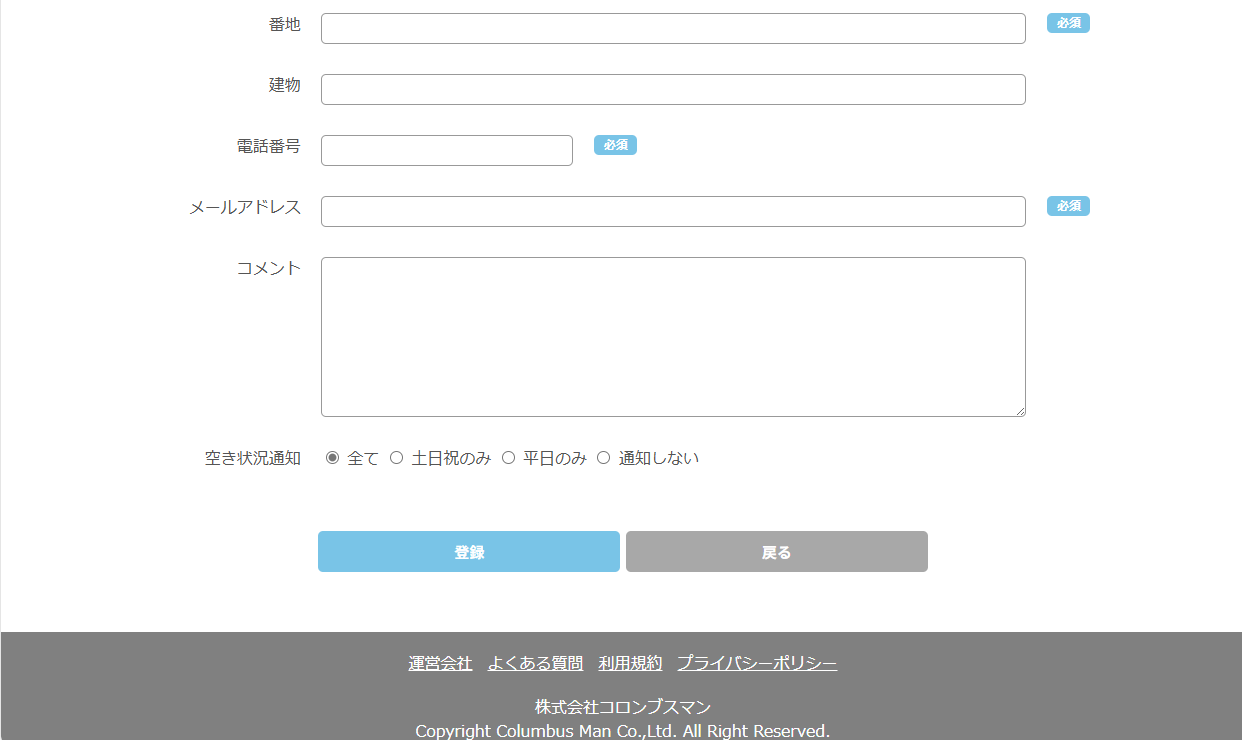 番地 必須
建物
電話番号 必須
メールアドレス 必須
コメント
空き状況通知 全て 土日祝のみ 平日のみ 通知しない
登録 戻る
運営会社 よくある質問 利用規約 プライバシーポリシー
株式会社コロンブスマン
Copyright Columbus Man Co.,Ltd. All Right Reserved.